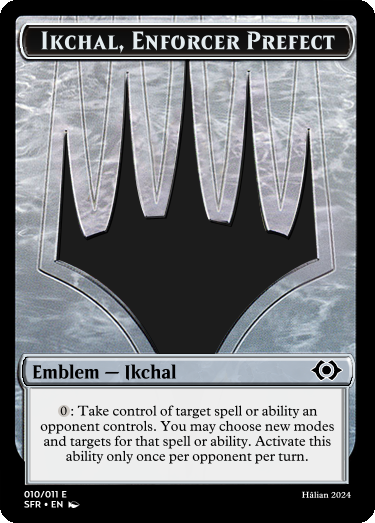 Ikchal, Enforcer Prefect
Emblem — Ikchal
0: Take control of target spell or ability an
opponent controls. You may choose new modes
and targets for that spell or ability. Activate this
ability only once per opponent per turn.
010/011 E
SFR • EN
Hålian 2024